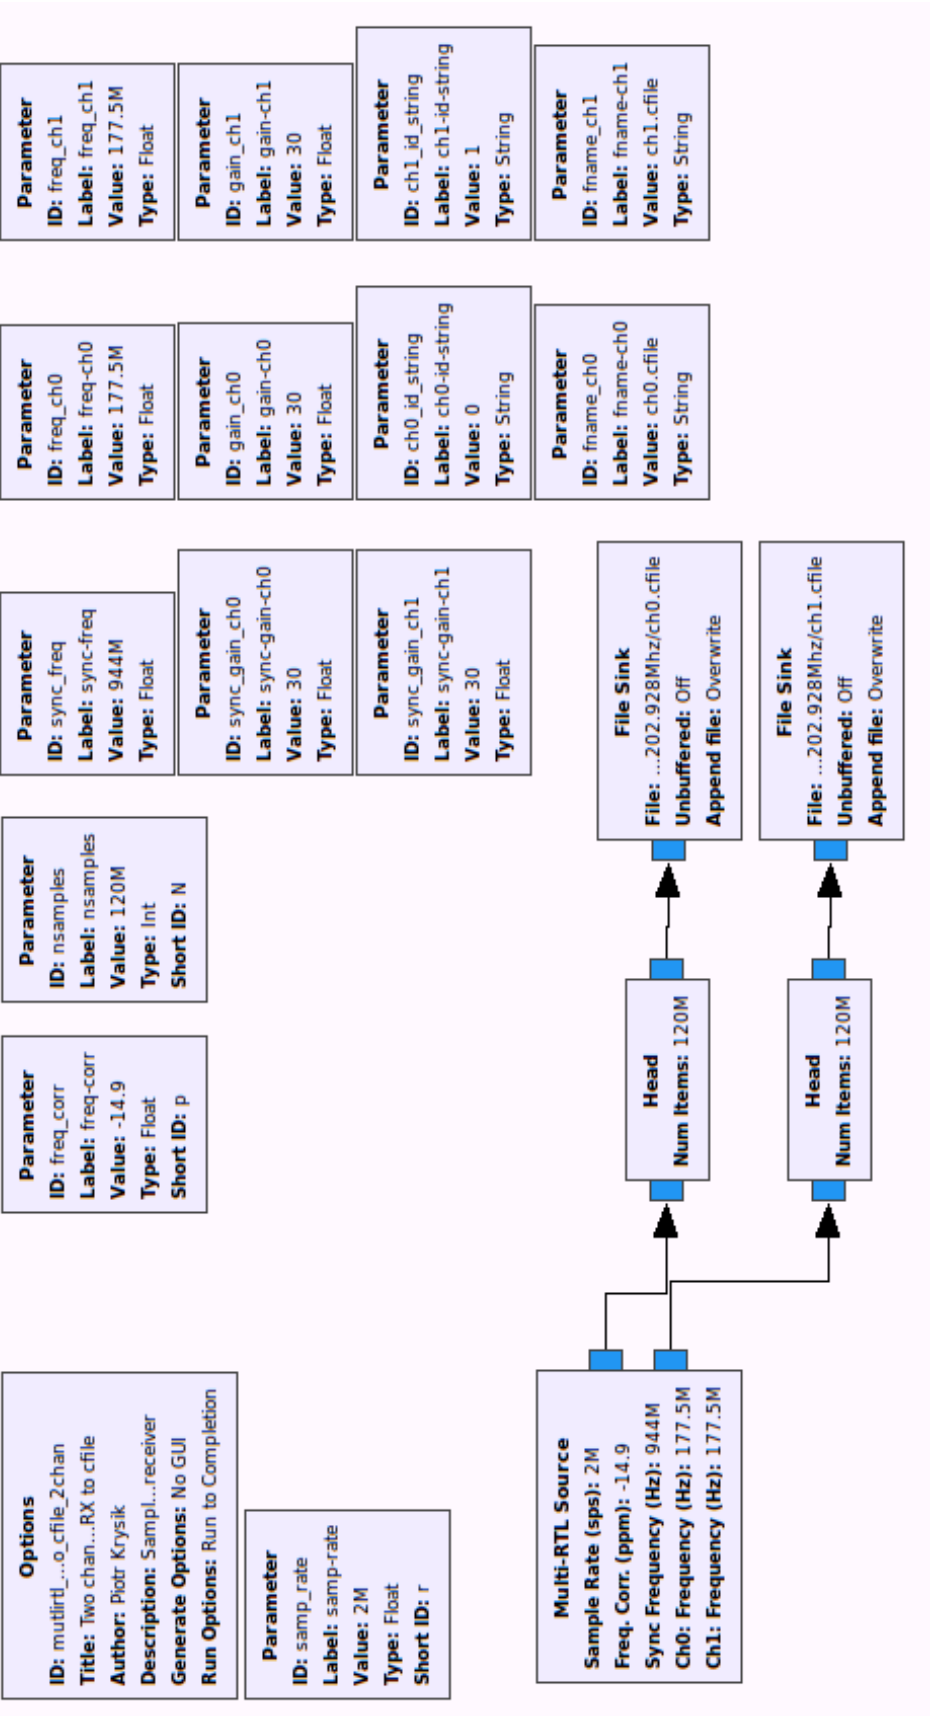 Options
ID: mutlirtl_...o_cfile_2chan
Title: Two chan...RX to cfile
Author: Piotr Krysik
Description: Sampl...receiver
Generate Options: No GUI
Run Options: Run to Completion
Parameter
ID: freq_corr
Label: freq-corr
Value: -14.9
Type: Float
Short ID: p
Parameter
ID: nsamples
Label: nsamples
Value: 120M
Type: Int
Short ID: N
Parameter
ID: sync_freq
Label: sync-freq
Value: 944M
Type: Float
Parameter
ID: freq_ch0
Label: freq-ch0
Value: 177.5M
Type: Float
Parameter
ID: freq_ch1
Label: freq_ch1
Value: 177.5M
Type: Float
Parameter
ID: samp_rate
Label: samp-rate
Value: 2M
Type: Float
Short ID: r
Parameter
ID: sync_gain_ch0
Label: sync-gain-ch0
Value: 30
Type: Float
Parameter
ID: gain_ch0
Label: gain-ch0
Value: 30
Type: Float
Parameter
ID: gain_ch1
Label: gain-ch1
Value: 30
Type: Float
Parameter
ID: sync_gain_ch1
Label: sync-gain-ch1
Value: 30
Type: Float
Parameter
ID: ch0_id_string
Label: ch0-id-string
Value: 0
Type: String
Parameter
ID: ch1_id_string
Label: ch1-id-string
Value: 1
Type: String
Parameter
ID: fname_ch0
Label: fname-ch0
Value: ch0.cfile
Type: String
Parameter
ID: fname_ch1
Label: fname-ch1
Value: ch1.cfile
Type: String
Multi-RTL Source
Sample Rate (sps): 2M
Freq. Corr. (ppm): -14.9
Sync Frequency (Hz): 944M
Ch0: Frequency (Hz): 177.5M
Ch1: Frequency (Hz): 177.5M
Head
Num Items: 120M
File Sink
File: ...202.928Mhz/ch0.cfile
Unbuffered: Off
Append file: Overwrite
Head
Num Items: 120M
File Sink
File: ...202.928Mhz/ch1.cfile
Unbuffered: Off
Append file: Overwrite